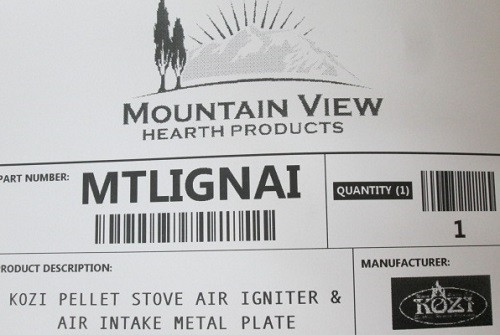 MOUNTAIN VIEW
HEARTH PRODUCTS
PART NUMBER: MTLIGNAI
QUANTITY (1)
1
PRODUCT DESCRIPTION:
KOZI PELLET STOVE AIR IGNITER &
AIR INTAKE METAL PLATE
MANUFACTURER:
KOZI